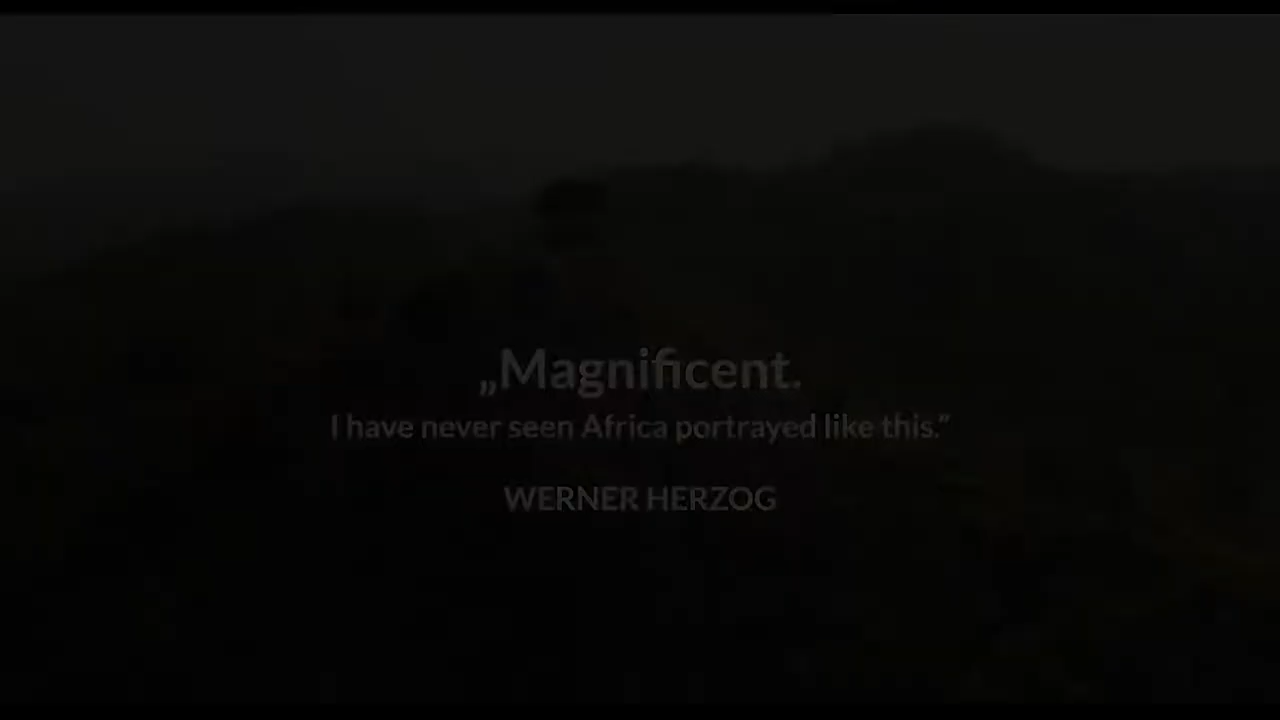 „Magnificent.
I have never seen Africa portrayed like this.”
WERNER HERZOG